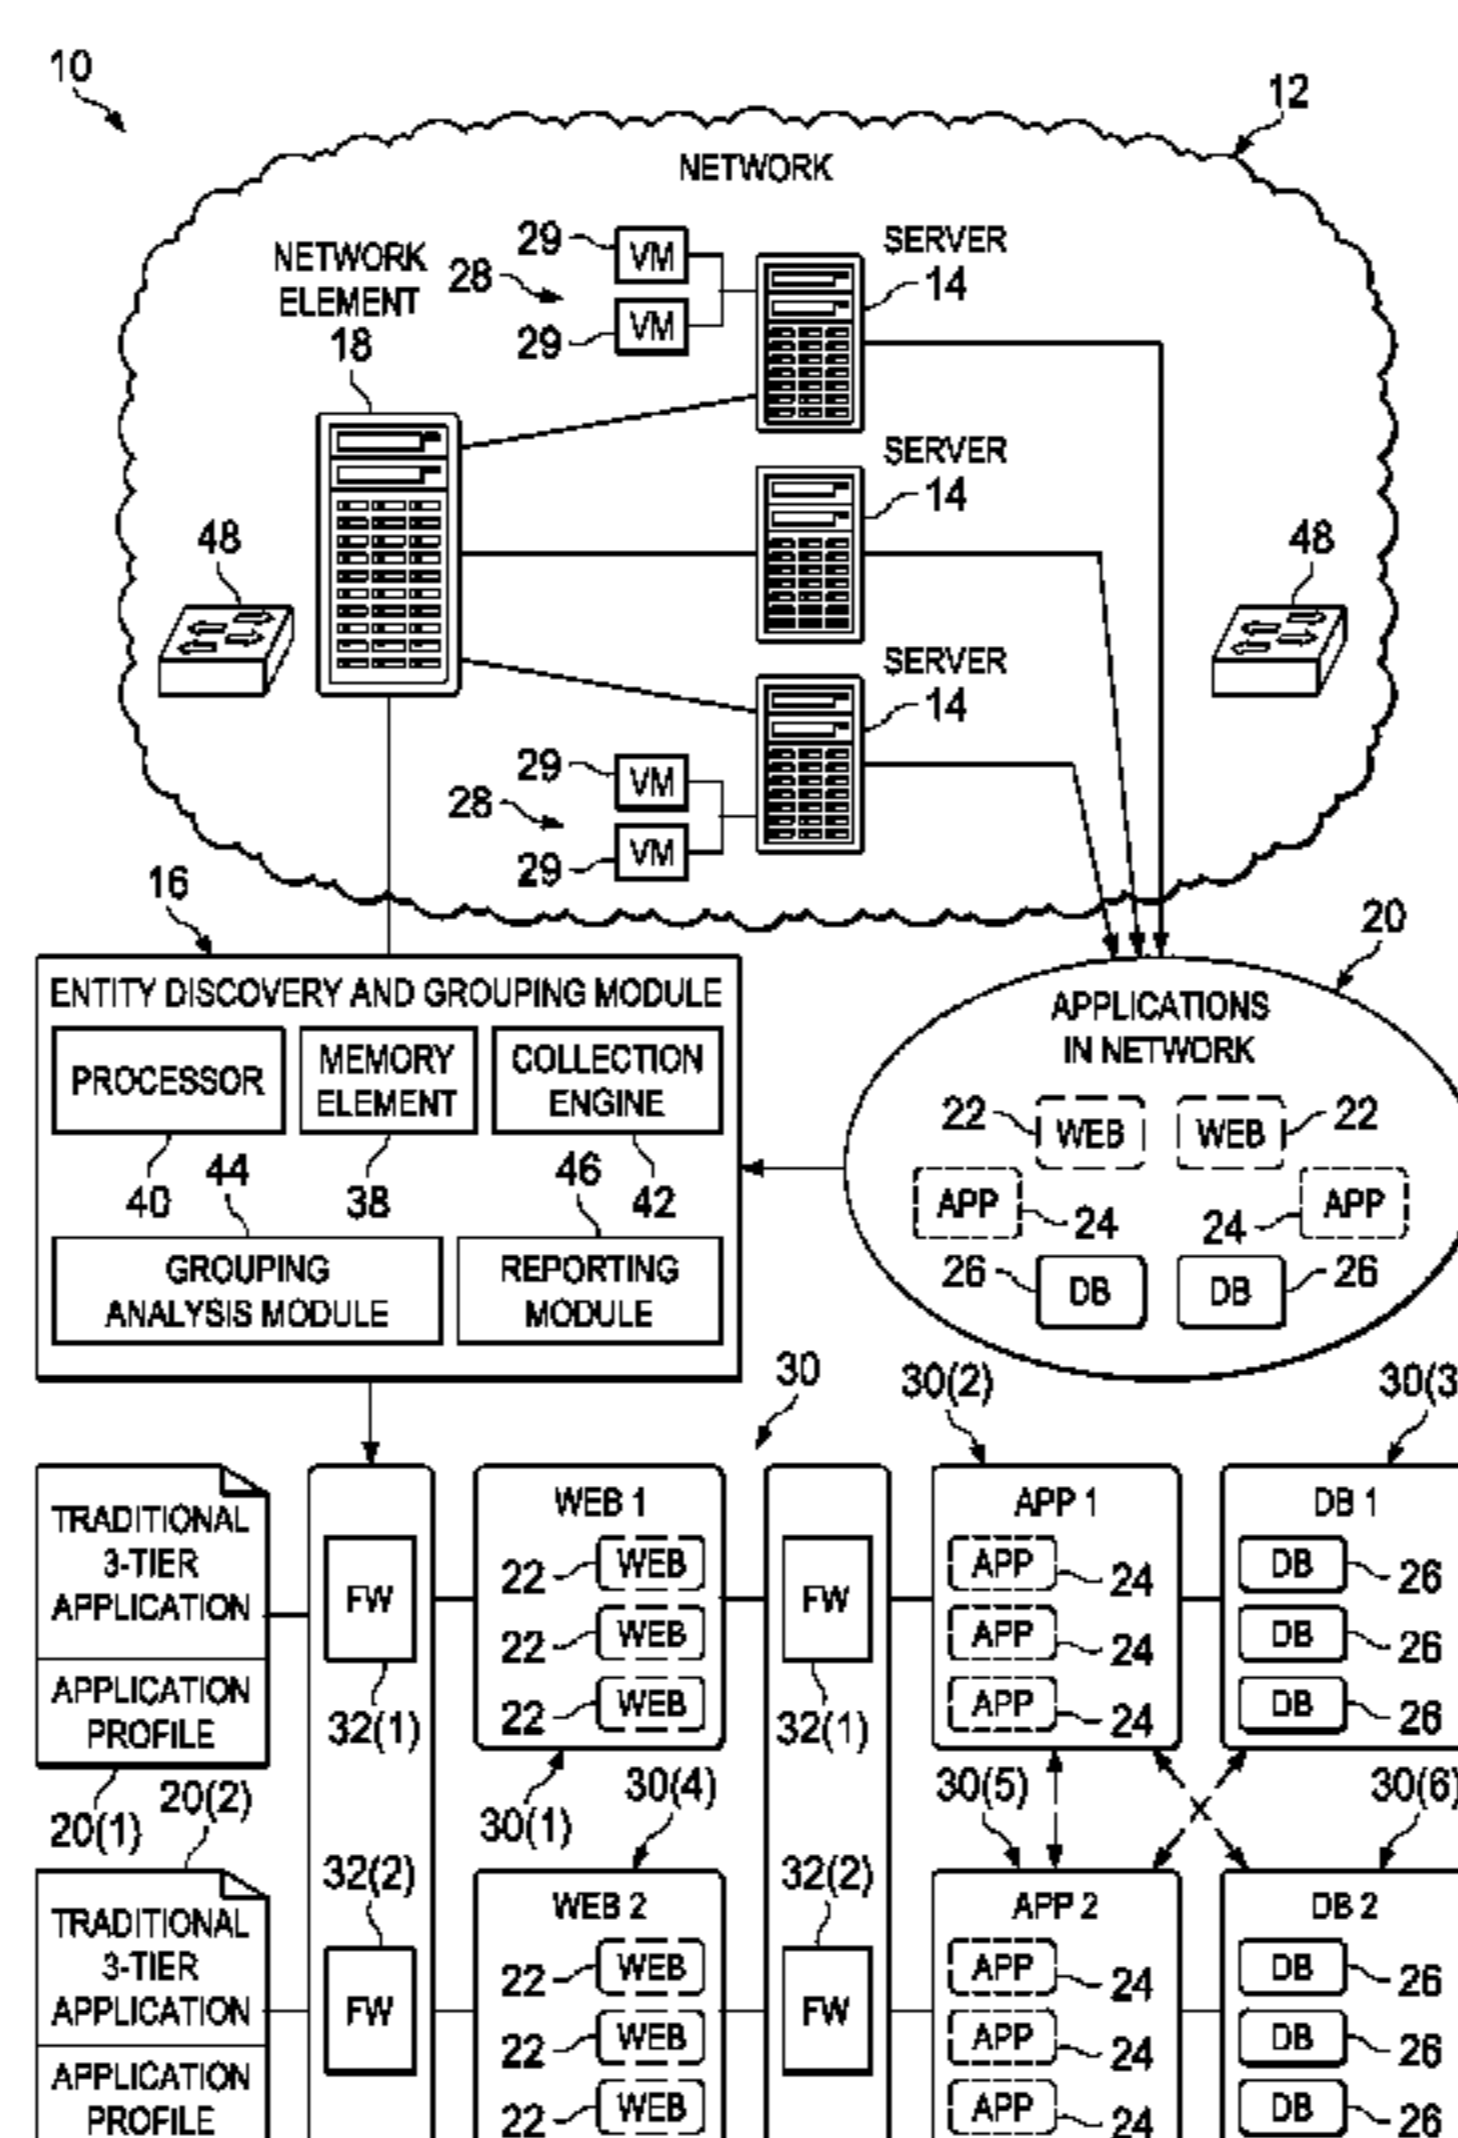 10
12
NETWORK
29 VM
SERVER
14
NETWORK
ELEMENT
18
28
29 VM
SERVER
14
48
48
SERVER
14
29 VM
28
29 VM
16
20
ENTITY DISCOVERY AND GROUPING MODULE
PROCESSOR
MEMORY
ELEMENT
COLLECTION
ENGINE
40
44
38
46
42
GROUPING
ANALYSIS MODULE
REPORTING
MODULE
APPLICATIONS
IN NETWORK
22 WEB WEB 22
APP 24 24 APP
26 DB DB 26
30
30(2)
30(3
TRADITIONAL
3-TIER
APPLICATION
APPLICATION
PROFILE
20(1)
FW
32(1)
WEB 1
22 WEB
22 WEB
22 WEB
30(1)
FW
32(1)
APP 1
APP 24
APP 24
APP 24
DB 1
DB 26
DB 26
DB 26
20(2)
30(4)
30(5)
30(6)
TRADITIONAL
3-TIER
APPLICATION
APPLICATION
PROFILE
32(2)
FW
WEB 2
22 WEB
22 WEB
22 WEB
32(2)
FW
APP 2
APP 24
APP 24
APP 24
DB 2
DB 26
DB 26
DB 26